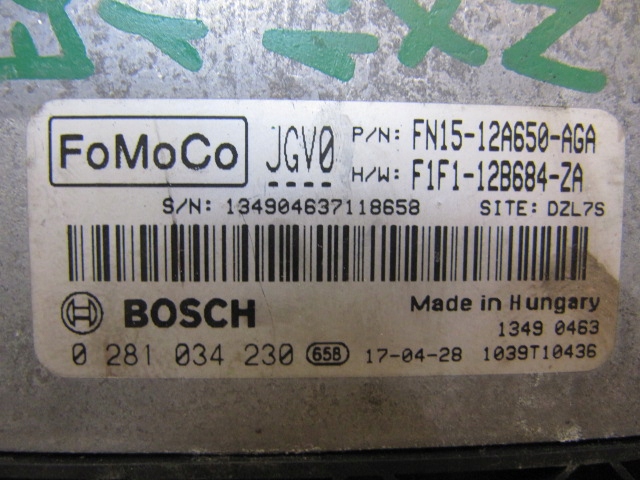 FoMoCo JGV0 P/N: FN15-12A650-AGA
H/W: F1F1-12B684-ZA
S/N: 134904637118658 SITE: DZL7S
BOSCH Made in Hungary
1349 0463
0 281 034 230 658 17-04-28 1039T10436